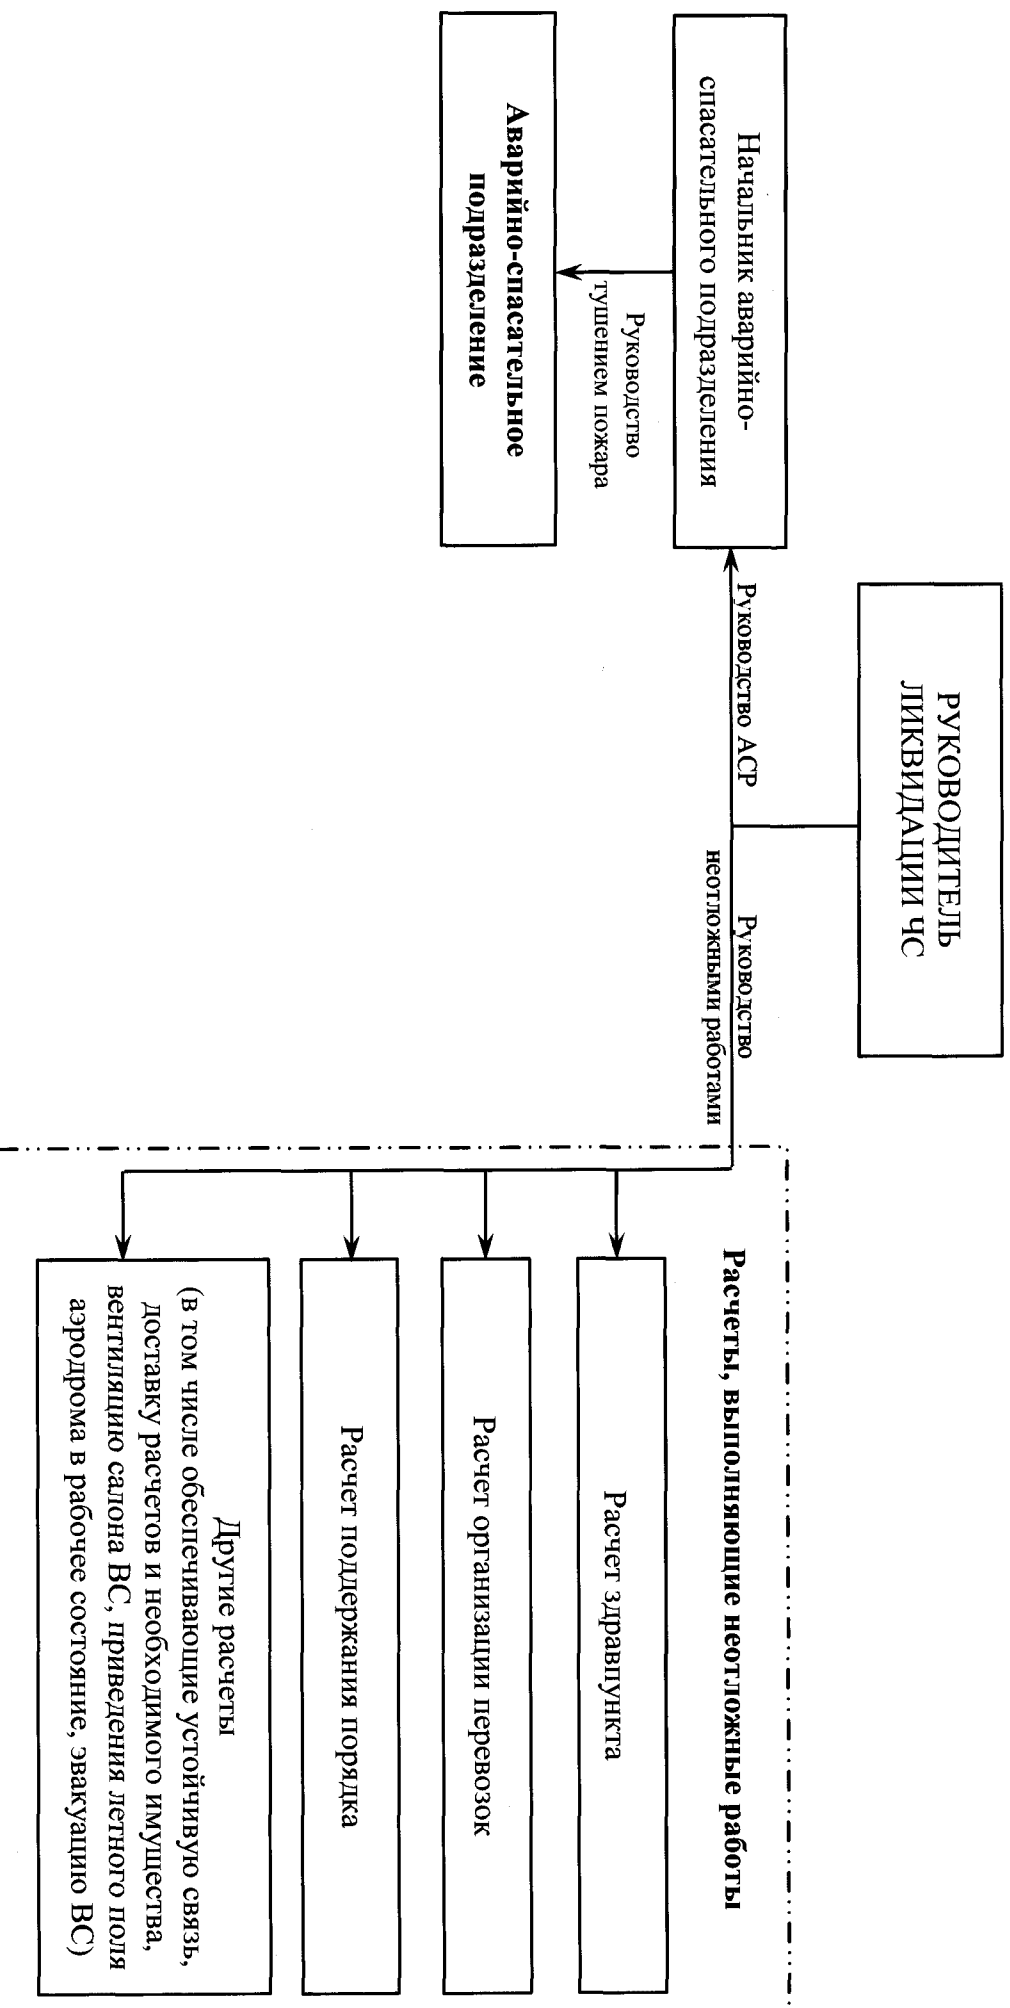 РУКОВОДИТЕЛЬ
ЛИКВИДАЦИИ ЧС
Руководство АСР
Руководство
неотложными работами
Начальник аварийно-
спасательного подразделения
Руководство
тушением пожара
Аварийно-спасательное
подразделение
Расчеты, выполняющие неотложные работы
Расчет здравпункта
Расчет организации перевозок
Расчет поддержания порядка
Другие расчеты
(в том числе обеспечивающие устойчивую связь,
доставку расчетов и необходимого имущества,
вентиляцию салона ВС, приведения летного поля
аэродрома в рабочее состояние, эвакуацию ВС)